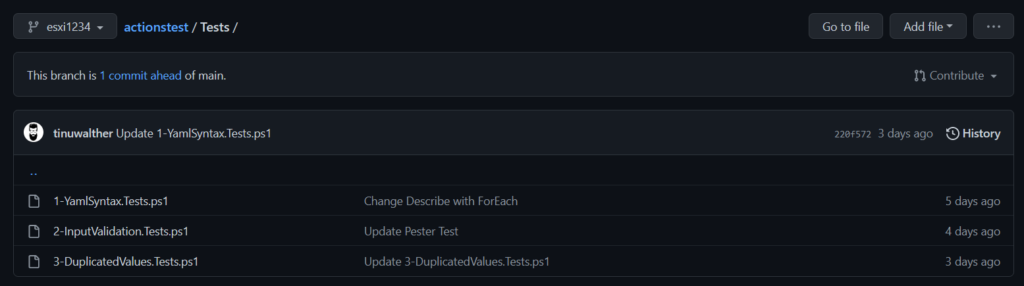 esxi1234 actionstest / Tests / Go to file Add file
This branch is 1 commit ahead of main. Contribute
tinuwalther Update 1-YamlSyntax.Tests.ps1 220f572 3 days ago History
..
1-YamlSyntax.Tests.ps1 Change Describe with ForEach 5 days ago
2-InputValidation.Tests.ps1 Update Pester Test 4 days ago
3-DuplicatedValues.Tests.ps1 Update 3-DuplicatedValues.Tests.ps1 3 days ago